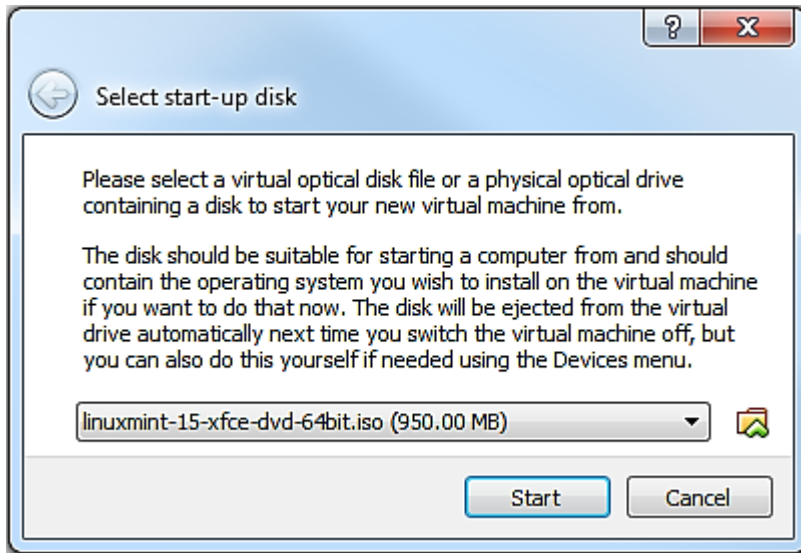 ?
x
Select start-up disk
Please select a virtual optical disk file or a physical optical drive
containing a disk to start your new virtual machine from.
The disk should be suitable for starting a computer from and should
contain the operating system you wish to install on the virtual machine
if you want to do that now. The disk will be ejected from the virtual
drive automatically next time you switch the virtual machine off, but
you can also do this yourself if needed using the Devices menu.
linuxmint-15-xfce-dvd-64bit.iso (950.00 MB)
Start
Cancel